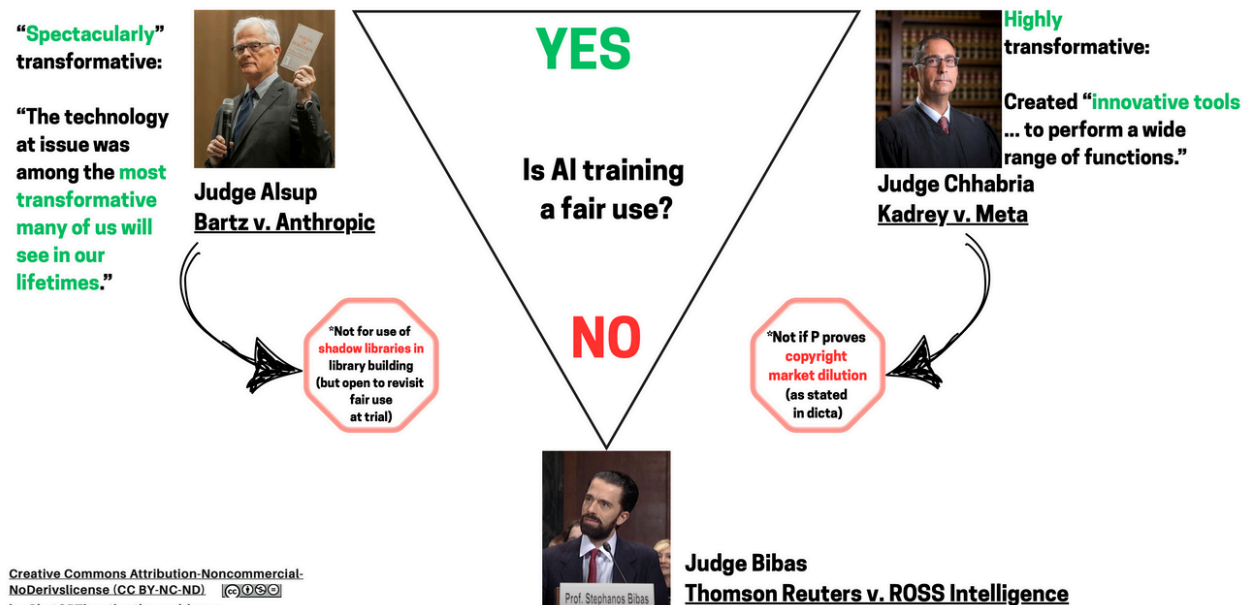 “Spectacularly”
transformative:
“The technology
at issue was
among the most
transformative
many of us will
see in our
lifetimes.”
Judge Alsup
Bartz v. Anthropic
YES
Is AI training
a fair use?
NO
Highly
transformative:
Created “innovative tools
... to perform a wide
range of functions.”
Judge Chhabria
Kadrey v. Meta
*Not for use of
shadow libraries in
library building
(but open to revisit
fair use
at trial)
*Not if P proves
copyright
market dilution
(as stated
in dicta)
Prof. Stephanos Bibas
Judge Bibas
Thomson Reuters v. ROSS Intelligence
Creative Commons Attribution-Noncommercial-
NoDerivslicense (CC BY-NC-ND)